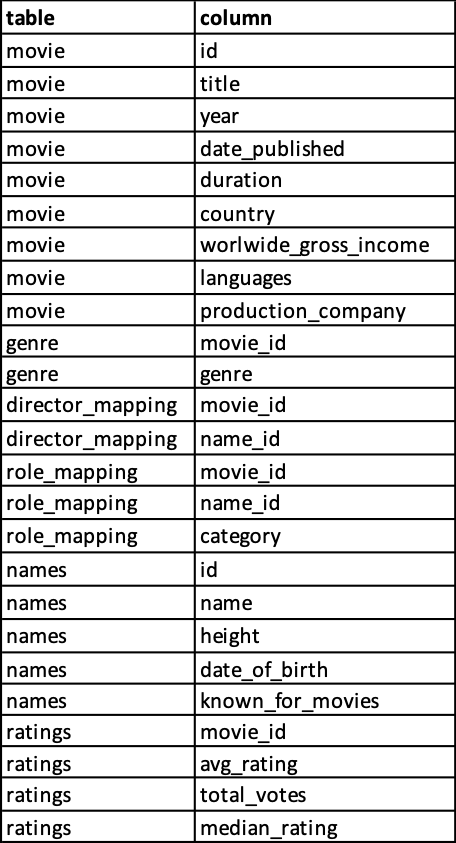 table column
movie id
movie title
movie year
movie date_published
movie duration
movie country
movie worlwide_gross_income
movie languages
movie production_company
genre movie_id
genre genre
director_mapping movie_id
director_mapping name_id
role_mapping movie_id
role_mapping name_id
role_mapping category
names id
names name
names height
names date_of_birth
names known_for_movies
ratings movie_id
ratings avg_rating
ratings total_votes
ratings median_rating